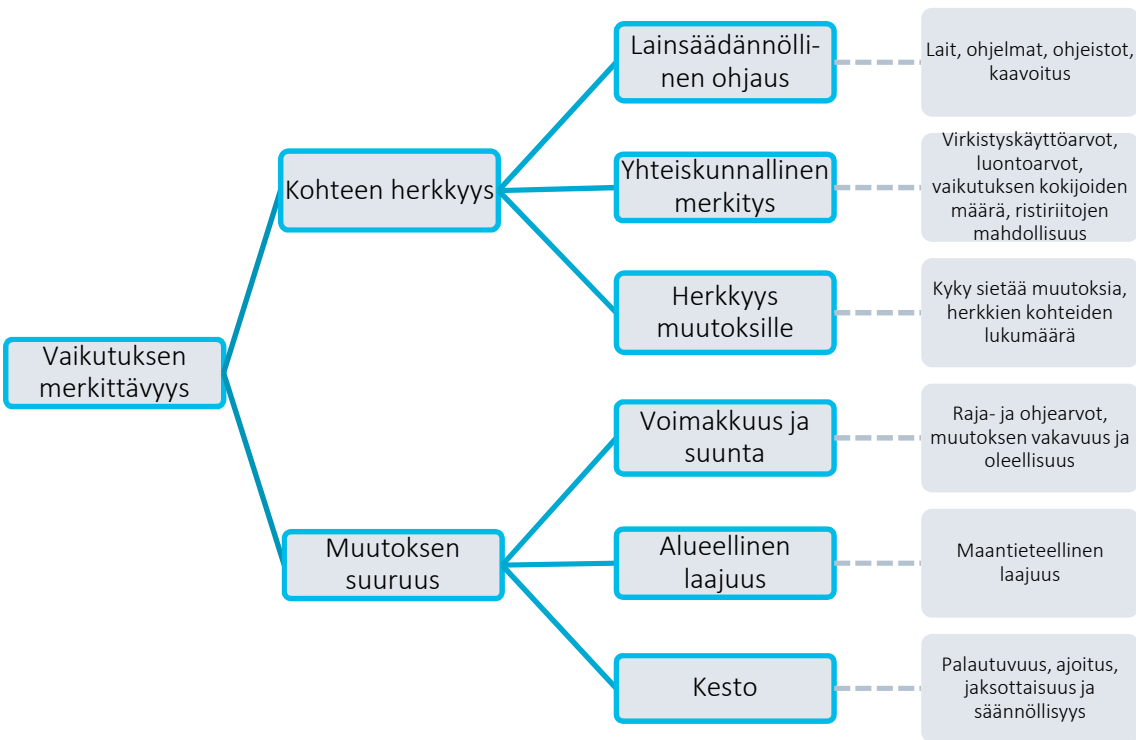 Vaikutuksen
merkittävyys
Kohteen herkkyys
Lainsäädännölli-
nen ohjaus
Lait, ohjelmat, ohjeistot,
kaavoitus
Yhteiskunnallinen
merkitys
Virkistyskäyttöarvot,
luontoarvot,
vaikutuksen kokijoiden
määrä, ristiriitojen
mahdollisuus
Herkkyys
muutoksille
Kyky sietää muutoksia,
herkkien kohteiden
lukumäärä
Muutoksen
suuruus
Voimakkuus ja
suunta
Raja- ja ohjearvot,
muutoksen vakavuus ja
oleellisuus
Alueellinen
laajuus
Maantieteellinen
laajuus
Kesto
Palautuvuus, ajoitus,
jaksottaisuus ja
säännöllisyys